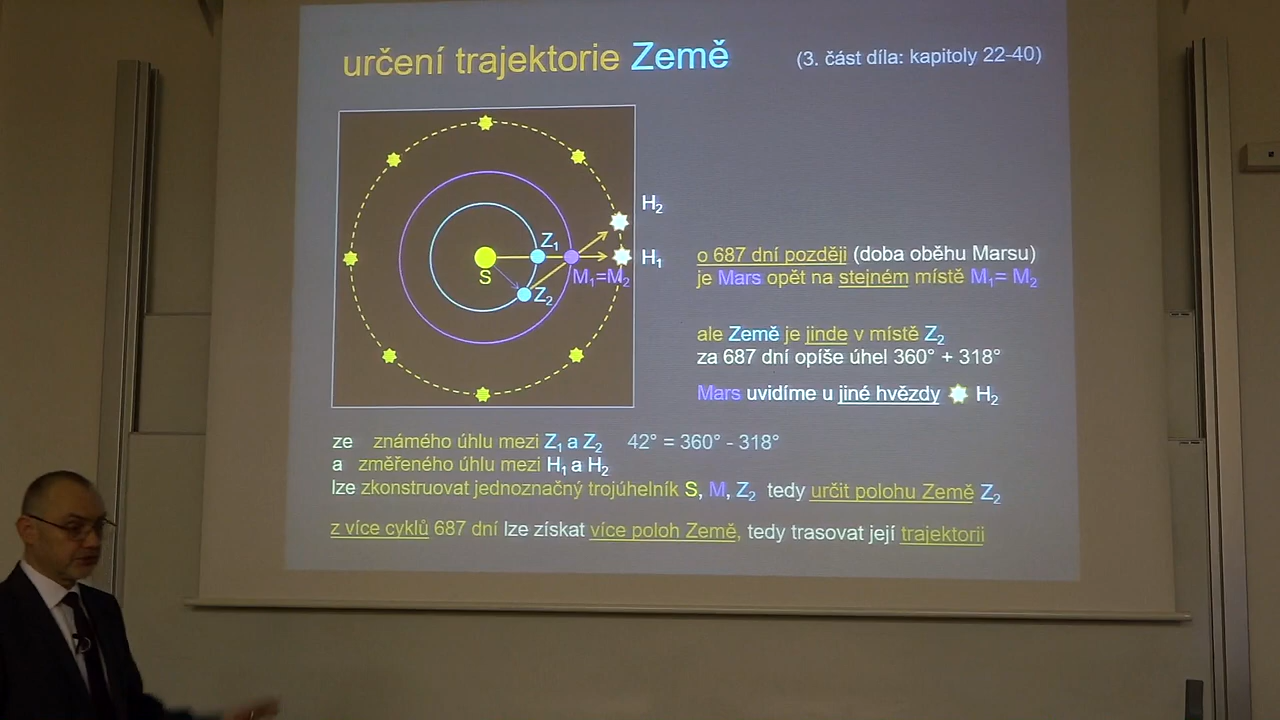 určení trajektorie Země
(3. část díla: kapitoly 22-40)
H₂
Z₁
H₁
S
M₁=M₂
Z₂
o 687 dní později (doba oběhu Marsu)
je Mars opět na stejném místě M₁= M₂
ale Země je jinde v místě Z₂
za 687 dní opíše úhel 360° + 318°
Mars uvidíme u jiné hvězdy H₂
ze známého úhlu mezi Z₁ a Z₂ 42° = 360° - 318°
a změřeného úhlu mezi H₁ a H₂
lze zkonstruovat jednoznačný trojúhelník S, M, Z₂ tedy určit polohu Země Z₂
z více cyklů 687 dní lze získat více poloh Země, tedy trasovat její trajektorii